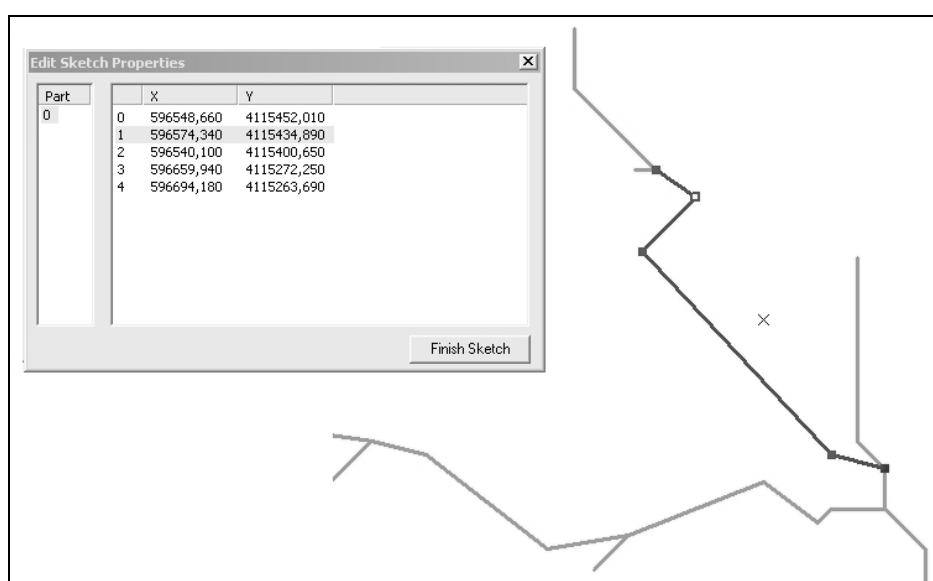 Edit Sketch Properties
Part
0
X Y
0 596548,660 4115452,010
1 596574,340 4115434,890
2 596540,100 4115400,650
3 596659,940 4115272,250
4 596694,180 4115263,690
Finish Sketch